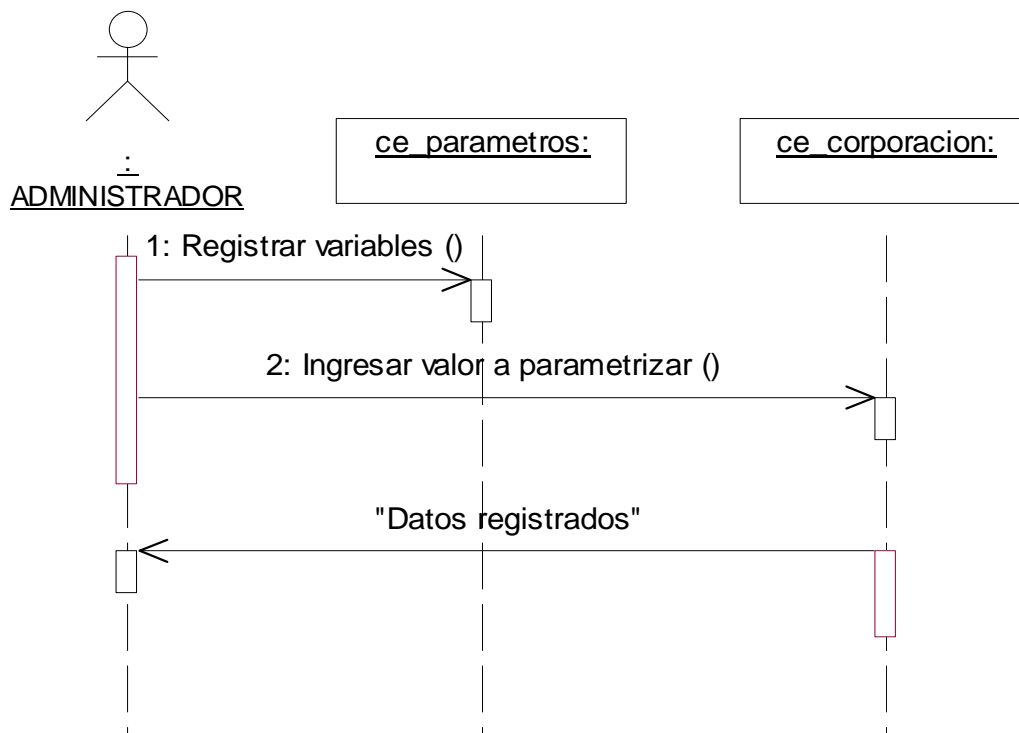 :
ADMINISTRADOR
ce_parametros:
ce_corporacion:
1: Registrar variables ()
2: Ingresar valor a parametrizar ()
"Datos registrados"